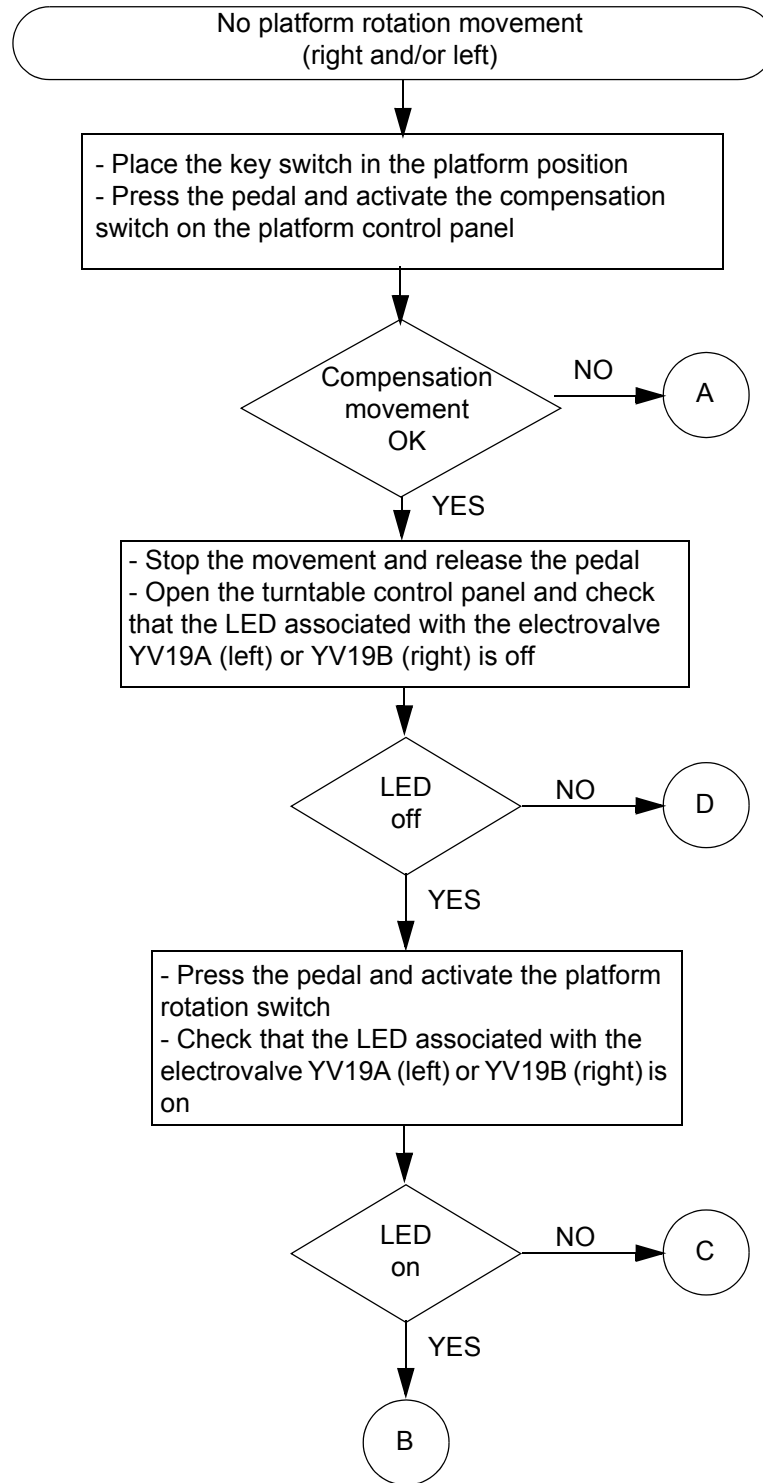 No platform rotation movement
(right and/or left)
- Place the key switch in the platform position
- Press the pedal and activate the compensation
switch on the platform control panel
Compensation
movement
OK
NO
A
YES
- Stop the movement and release the pedal
- Open the turntable control panel and check
that the LED associated with the electrovalve
YV19A (left) or YV19B (right) is off
LED
off
NO
D
YES
- Press the pedal and activate the platform
rotation switch
- Check that the LED associated with the
electrovalve YV19A (left) or YV19B (right) is
on
LED
on
NO
C
YES
B